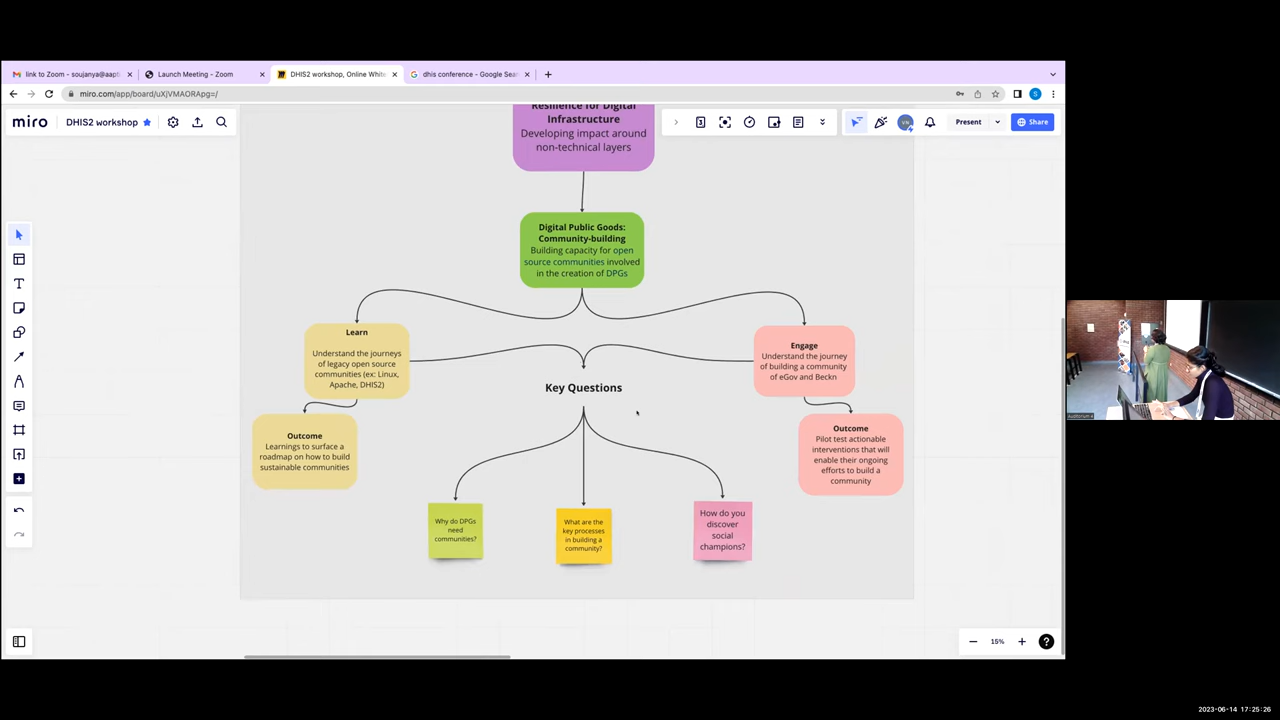 link to Zoom - soujanya@aapt
Launch Meeting - Zoom
DHIS2 workshop, Online White
dhis conference - Google Sear
miro.com/app/board/uXjVMAORApg=/
S
miro
DHIS2 workshop
VN
Present
Share
Resilience for Digital
Infrastructure
Developing impact around
non-technical layers
Digital Public Goods:
Community-building
Building capacity for open
source communities involved
in the creation of DPGs
Learn
Understand the journeys
of legacy open source
communities (ex: Linux,
Apache, DHIS2)
Engage
Understand the journey
of building a community
of eGov and Beckn
Key Questions
Outcome
Learnings to surface a
roadmap on how to build
sustainable communities
Outcome
Pilot test actionable
interventions that will
enable their ongoing
efforts to build a
community
Why do DPGs
need
communities?
What are the
key processes
in building a
community?
How do you
discover
social
champions?
15%
Auditorium 4
2023-06-14 17:25:26